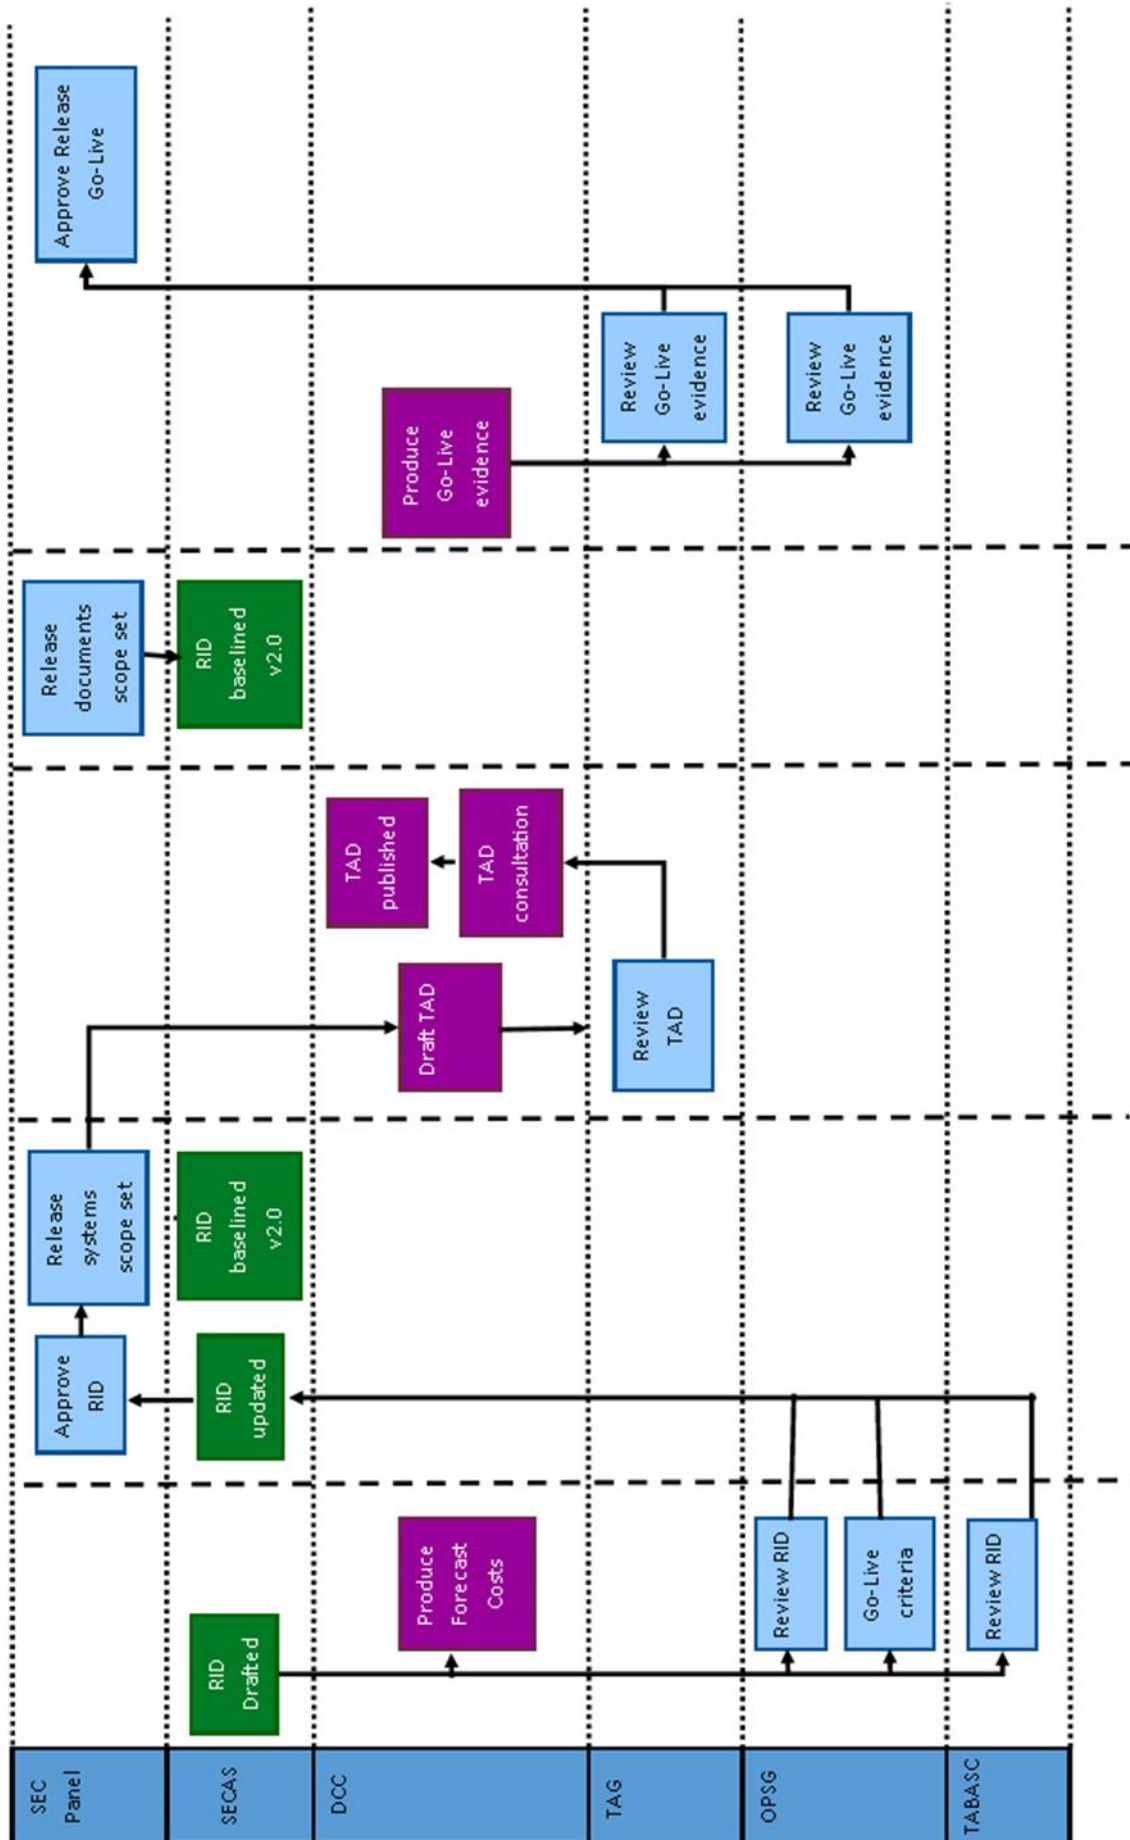 SEC
Panel
Approve
RID
Release
systems
scope set
Release
documents
scope set
Approve Release
Go-Live
SECAS
RID
Drafted
RID
updated
RID
baselined
v2.0
RID
baselined
v2.0
DCC
Produce
Forecast
Costs
Draft TAD
TAD
published
TAD
consultation
Produce
Go-Live
evidence
TAG
Review
TAD
Review
Go-Live
evidence
OPSG
Review RID
Go-Live
criteria
Review
Go-Live
evidence
TABASC
Review RID